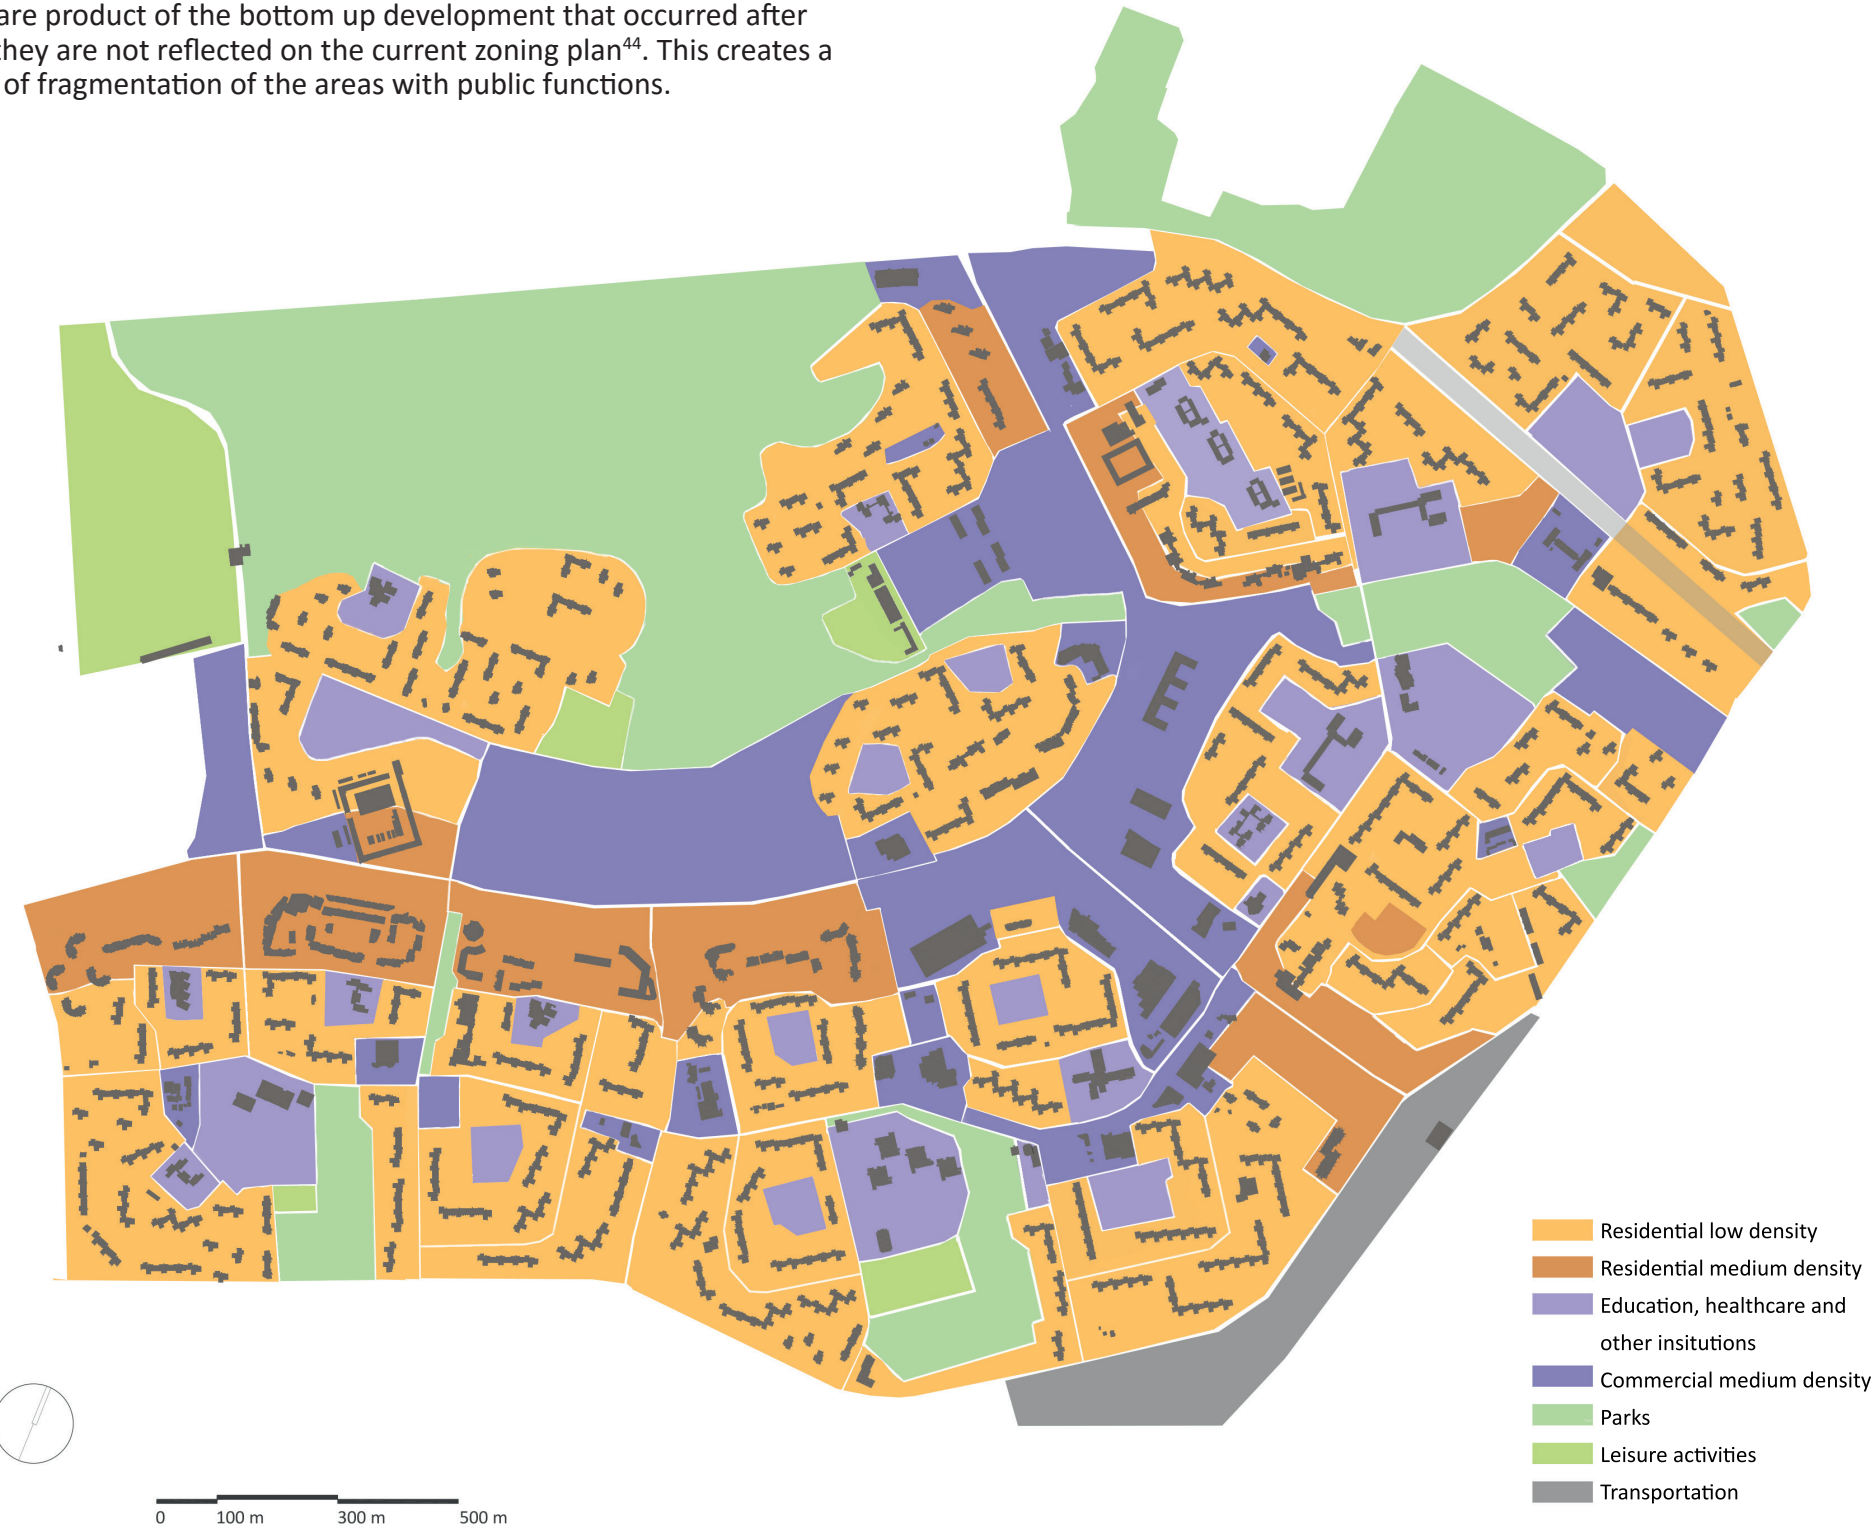 are product of the bottom up development that occurred after
they are not reflected on the current zoning plan⁴⁴. This creates a
of fragmentation of the areas with public functions.
Residential low density
Residential medium density
Education, healthcare and
other insitutions
Commercial medium density
Parks
Leisure activities
Transportation
0 100 m 300 m 500 m